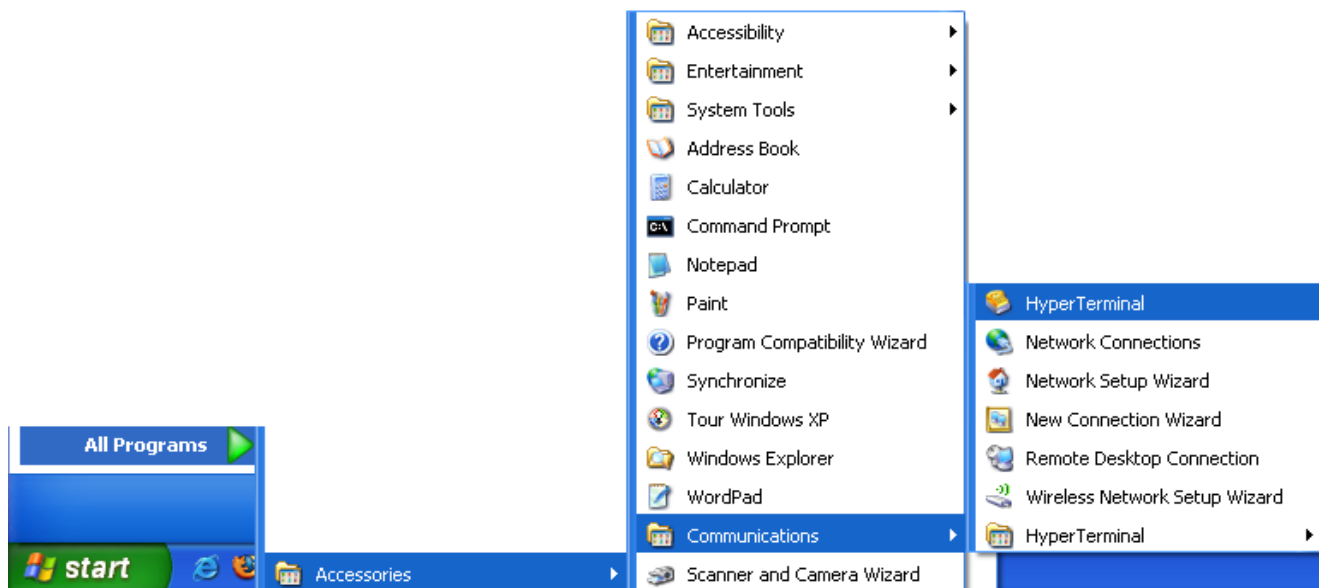 Accessibility
Entertainment
System Tools
Address Book
Calculator
C:\
Command Prompt
Notepad
Paint
Program Compatibility Wizard
Synchronize
Tour Windows XP
Windows Explorer
WordPad
Communications
Scanner and Camera Wizard
HyperTerminal
Network Connections
Network Setup Wizard
New Connection Wizard
Remote Desktop Connection
Wireless Network Setup Wizard
HyperTerminal
All Programs
start
Accessories